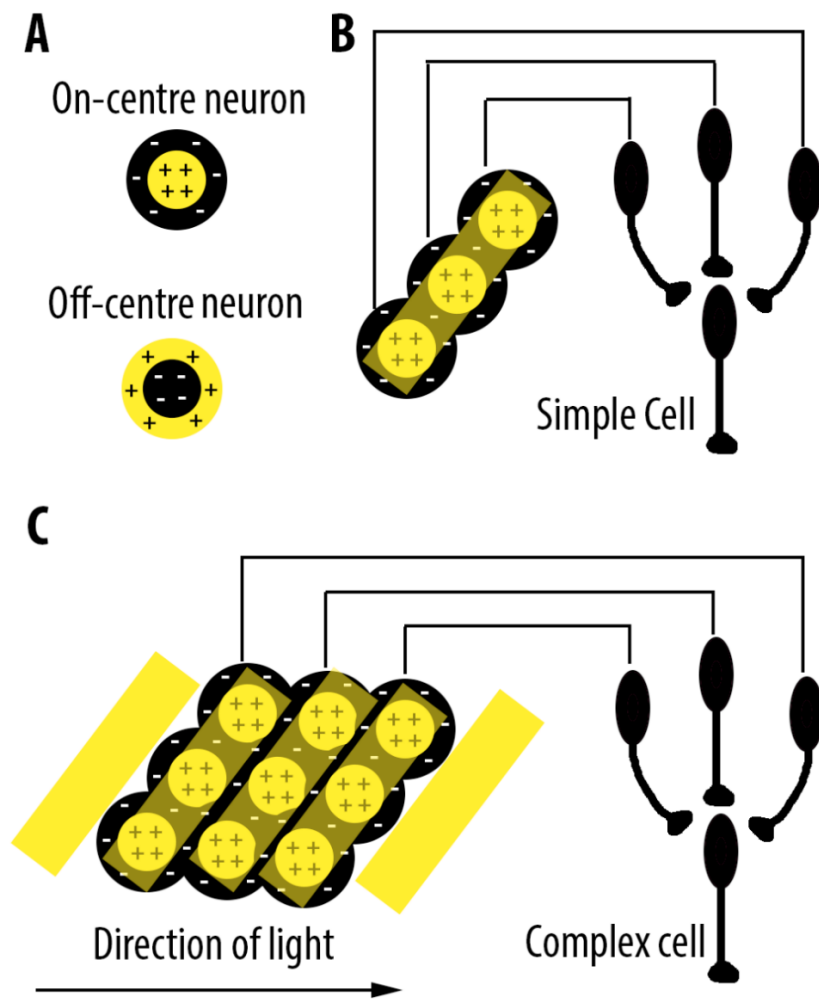 A
B
On-centre neuron
Off-centre neuron
Simple Cell
C
Direction of light
Complex cell